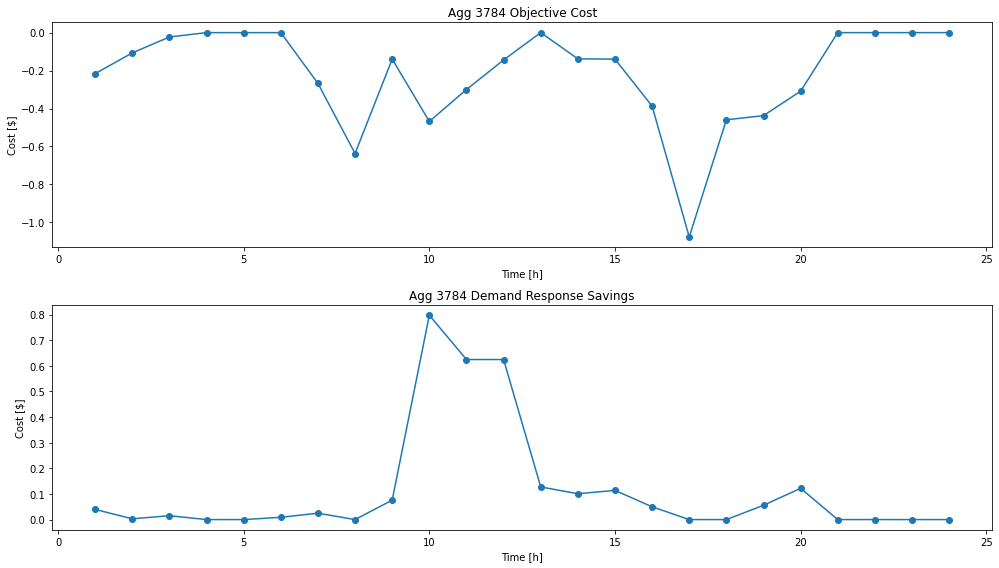 Agg 3784 Objective Cost
0.0
−0.2
−0.4
−0.6
−0.8
−1.0
Cost [$]
0 5 10 15 20 25
Time [h]
Agg 3784 Demand Response Savings
0.8
0.7
0.6
0.5
0.4
0.3
0.2
0.1
0.0
Cost [$]
0 5 10 15 20 25
Time [h]